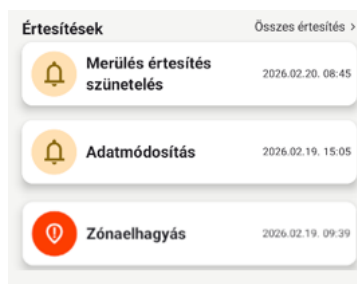 Értesítések Összes értesítés >
Merülés értesítés
szünetelés 2026.02.20. 08:45
Adatmódosítás 2026.02.19. 15:05
Zónaelhagyás 2026.02.19. 09:39